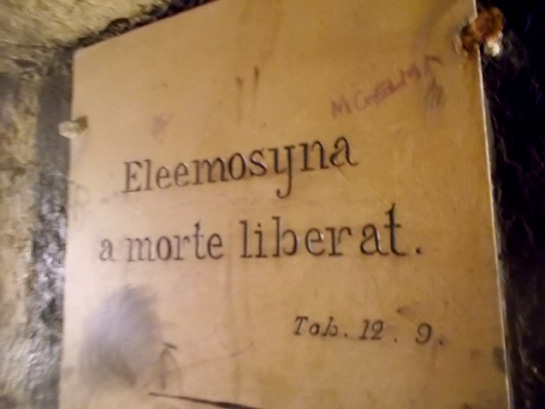 Eleemosyna
a morte liberat.
Tob. 12. 9.